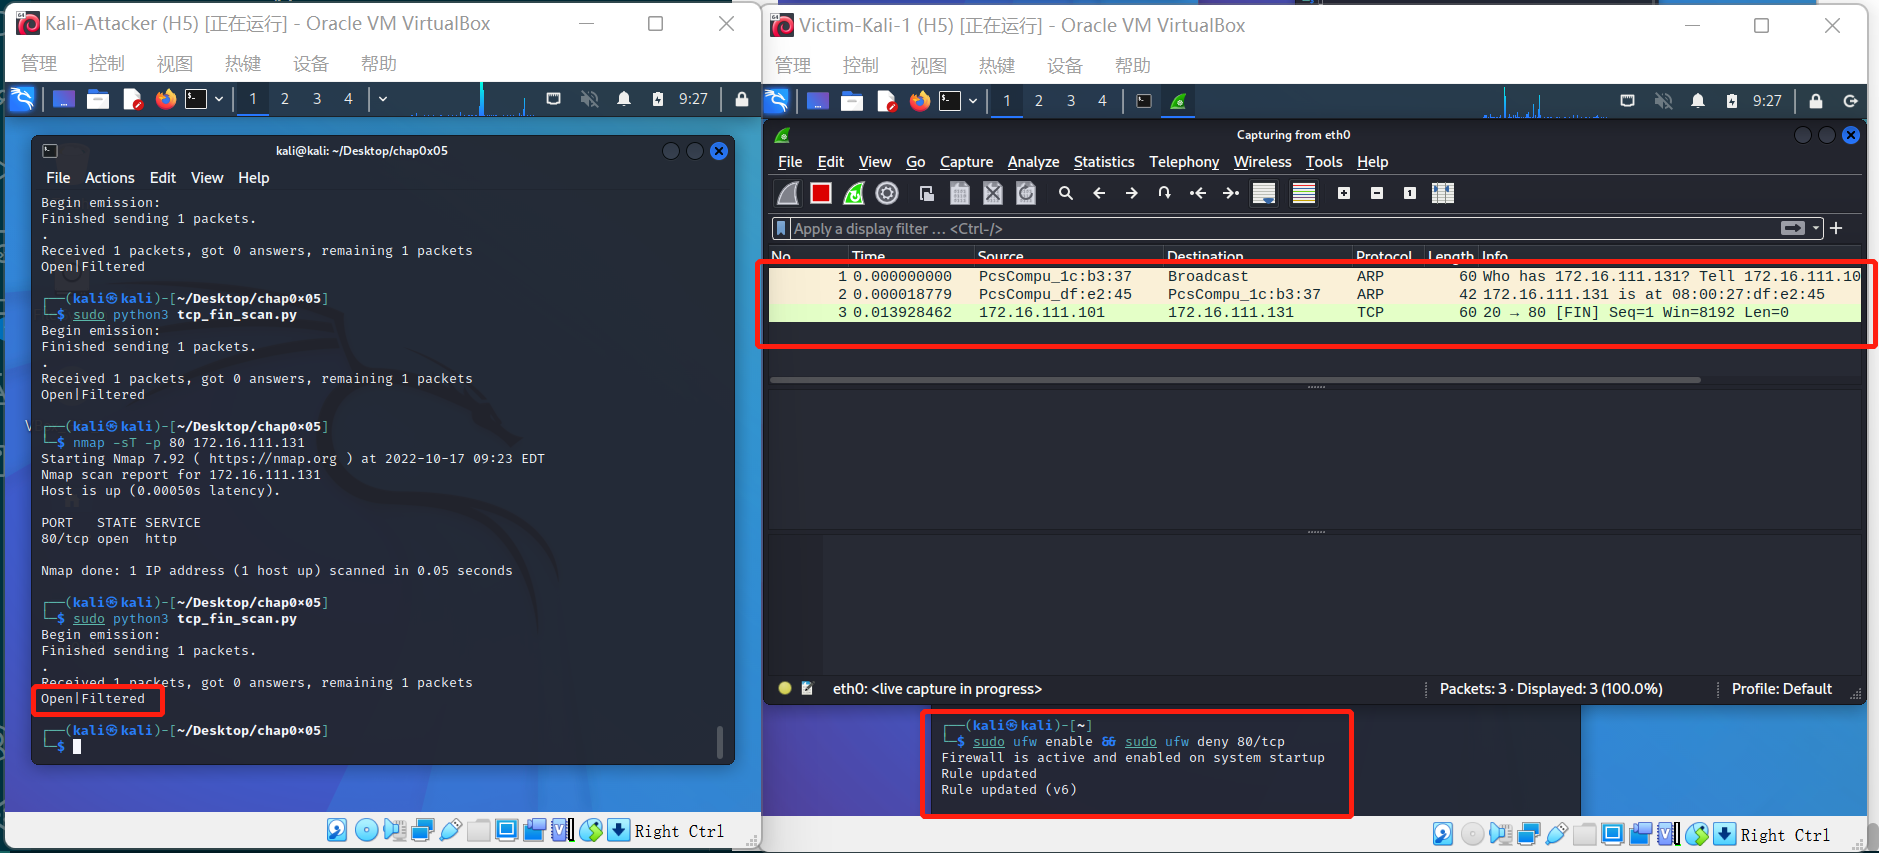 Kali-Attacker (H5) [正在运行] - Oracle VM VirtualBox
管理 控制 视图 热键 设备 帮助
1 2 3 4 9:27
kali@kali: ~/Desktop/chap0x05
File Actions Edit View Help
Begin emission:
Finished sending 1 packets.
.
Received 1 packets, got 0 answers, remaining 1 packets
Open|Filtered
┌──(kali㉿kali)-[~/Desktop/chap0x05]
└─$ sudo python3 tcp_fin_scan.py
Begin emission:
Finished sending 1 packets.
.
Received 1 packets, got 0 answers, remaining 1 packets
Open|Filtered
┌──(kali㉿kali)-[~/Desktop/chap0x05]
└─$ nmap -sT -p 80 172.16.111.131
Starting Nmap 7.92 ( https://nmap.org ) at 2022-10-17 09:23 EDT
Nmap scan report for 172.16.111.131
Host is up (0.00050s latency).
PORT   STATE SERVICE
80/tcp open  http
Nmap done: 1 IP address (1 host up) scanned in 0.05 seconds
┌──(kali㉿kali)-[~/Desktop/chap0x05]
└─$ sudo python3 tcp_fin_scan.py
Begin emission:
Finished sending 1 packets.
.
Received 1 packets, got 0 answers, remaining 1 packets
Open|Filtered
┌──(kali㉿kali)-[~/Desktop/chap0x05]
└─$
Right Ctrl
Victim-Kali-1 (H5) [正在运行] - Oracle VM VirtualBox
管理 控制 视图 热键 设备 帮助
1 2 3 4 9:27
Capturing from eth0
File Edit View Go Capture Analyze Statistics Telephony Wireless Tools Help
Apply a display filter … <Ctrl-/>
No. Time Source Destination Protocol Length Info
1 0.000000000 PcsCompu_1c:b3:37 Broadcast ARP 60 Who has 172.16.111.131? Tell 172.16.111.10
2 0.000018779 PcsCompu_df:e2:45 PcsCompu_1c:b3:37 ARP 42 172.16.111.131 is at 08:00:27:df:e2:45
3 0.013928462 172.16.111.101 172.16.111.131 TCP 60 20 → 80 [FIN] Seq=1 Win=8192 Len=0
eth0: <live capture in progress> Packets: 3 · Displayed: 3 (100.0%) Profile: Default
┌──(kali㉿kali)-[~]
└─$ sudo ufw enable && sudo ufw deny 80/tcp
Firewall is active and enabled on system startup
Rule updated
Rule updated (v6)
Right Ctrl